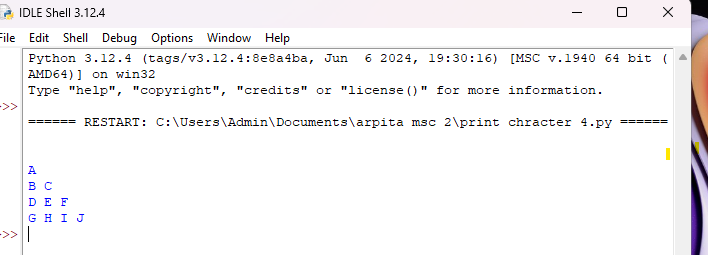 IDLE Shell 3.12.4
File Edit Shell Debug Options Window Help
Python 3.12.4 (tags/v3.12.4:8e8a4ba, Jun  6 2024, 19:30:16) [MSC v.1940 64 bit (
AMD64)] on win32
Type "help", "copyright", "credits" or "license()" for more information.
>>>
====== RESTART: C:\Users\Admin\Documents\arpita msc 2\print chracter 4.py ======
A
B C
D E F
G H I J
>>>